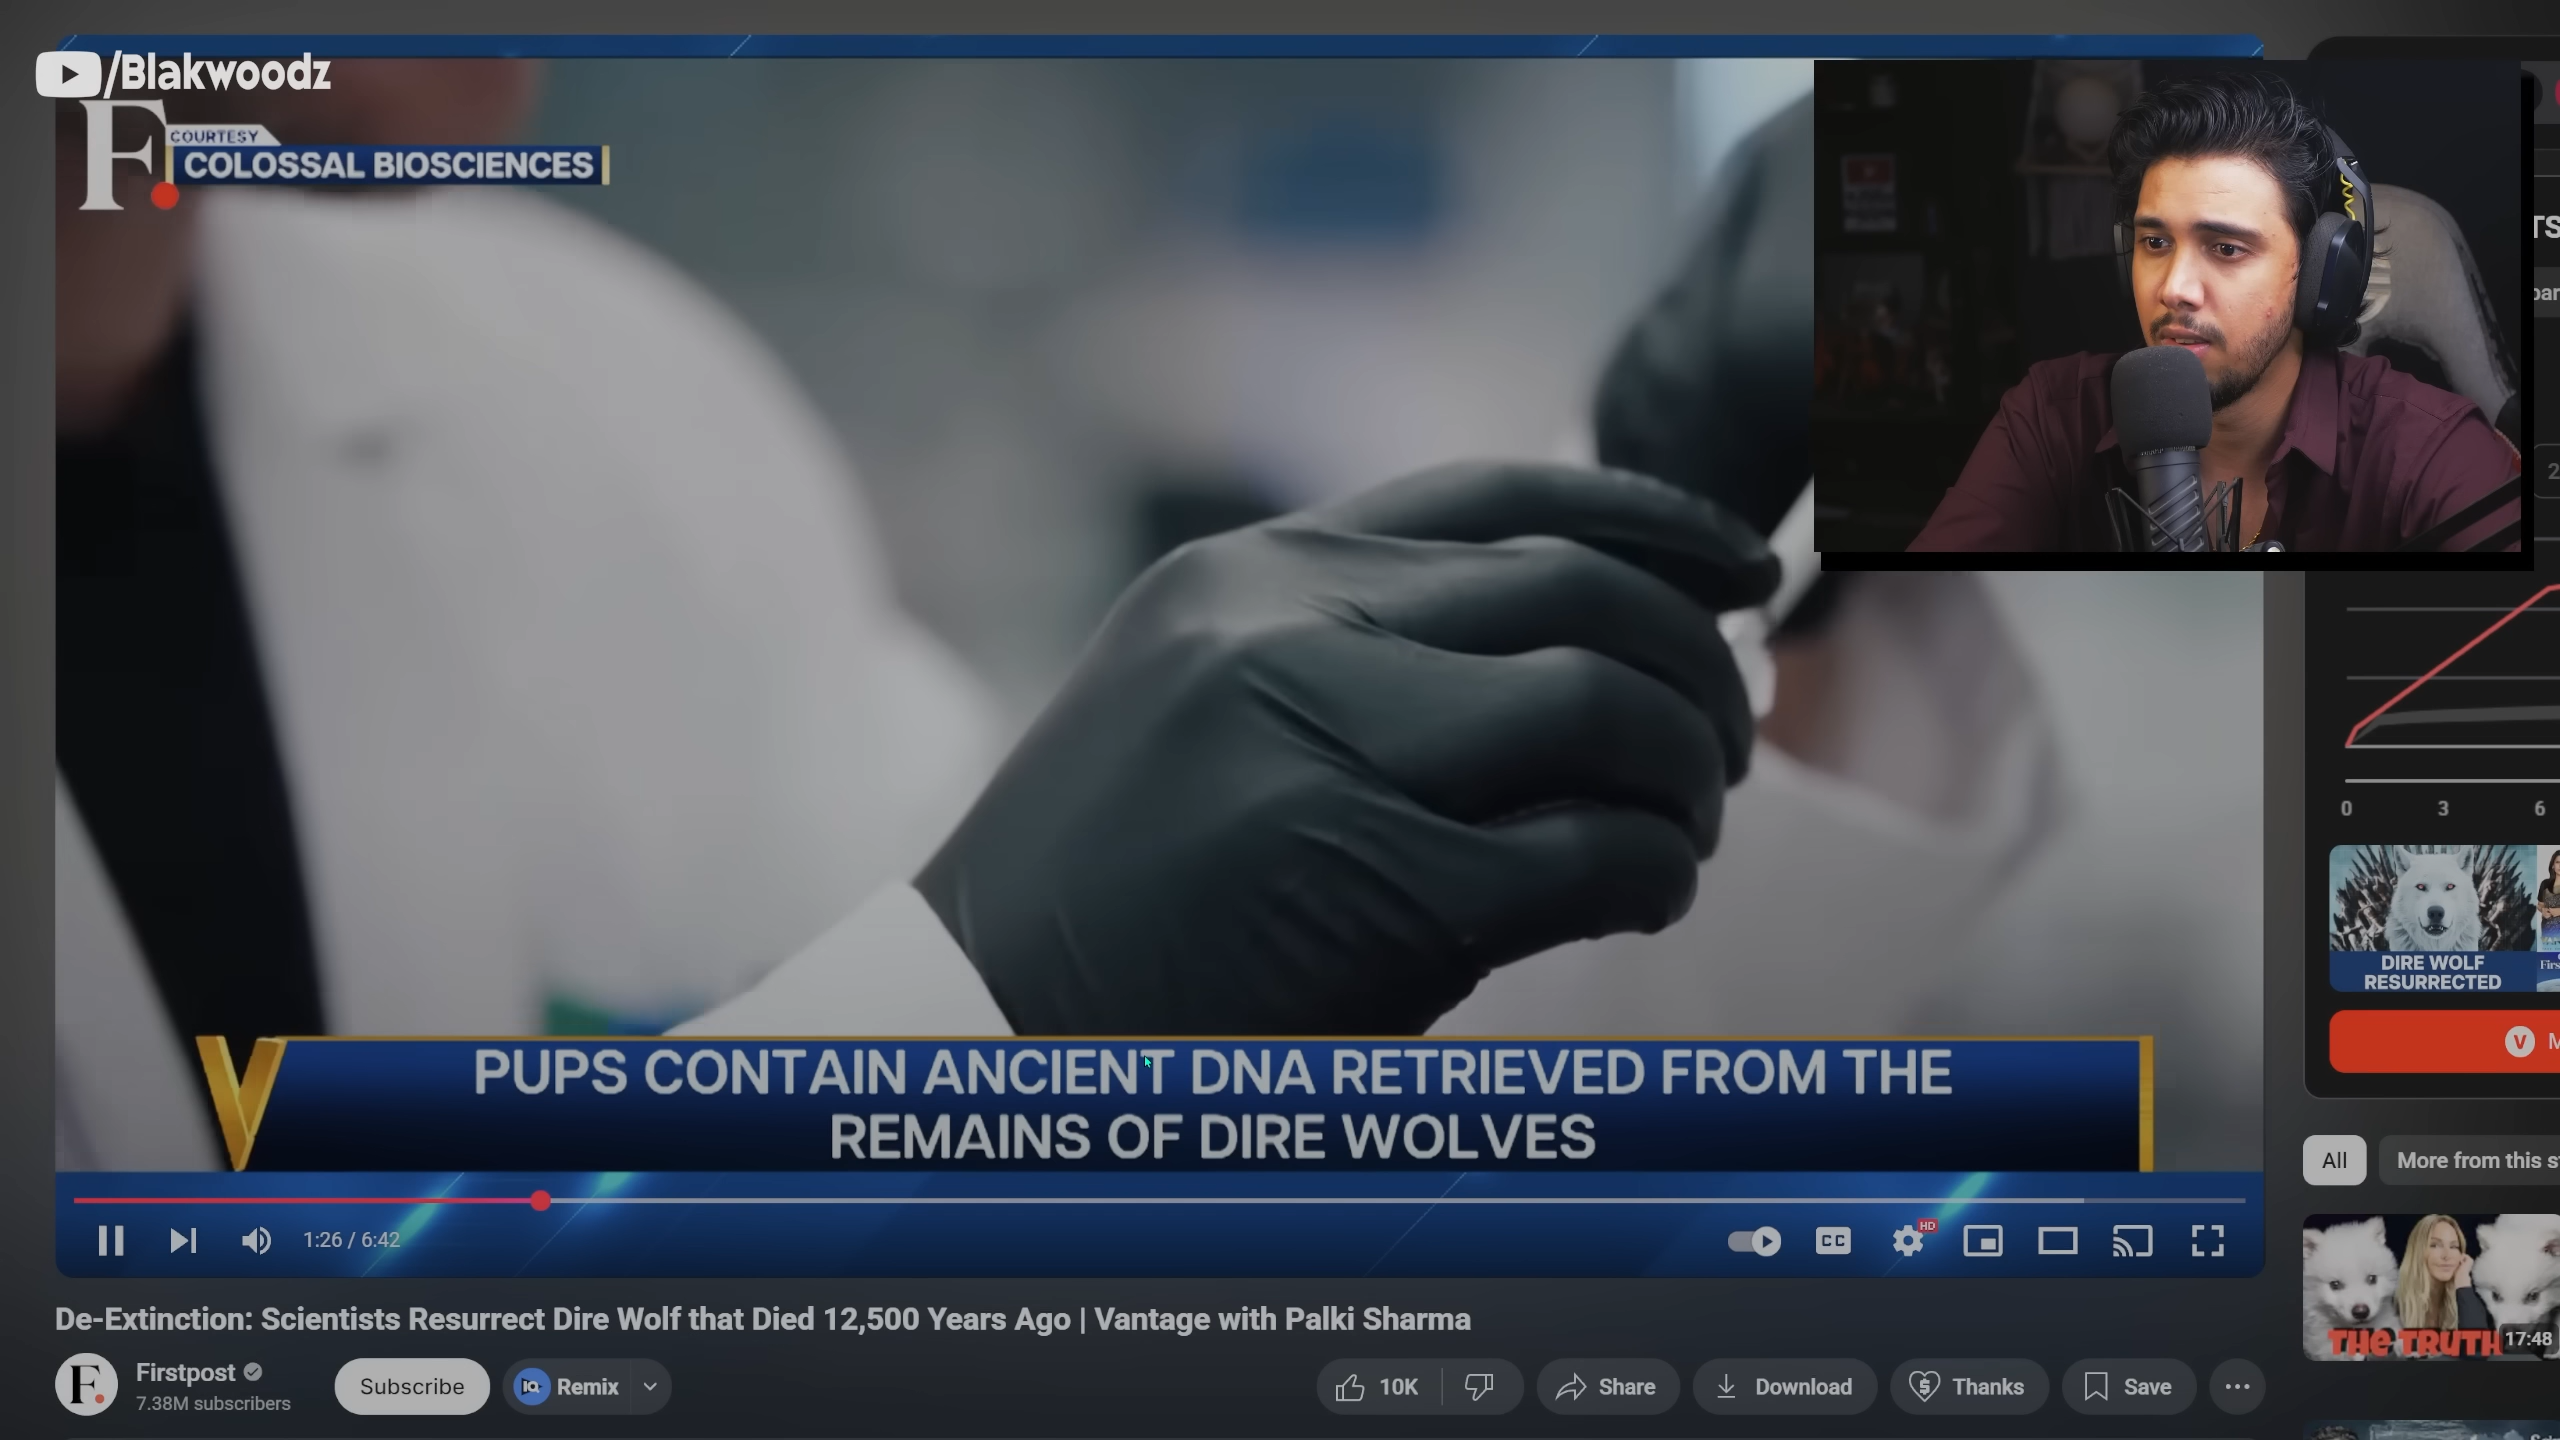 /Blakwoodz
F.
COURTESY
COLOSSAL BIOSCIENCES
PUPS CONTAIN ANCIENT DNA RETRIEVED FROM THE
REMAINS OF DIRE WOLVES
1:26 / 6:42
CC
HD
De-Extinction: Scientists Resurrect Dire Wolf that Died 12,500 Years Ago | Vantage with Palki Sharma
F.
Firstpost
7.38M subscribers
Subscribe
Remix
10K
Share
Download
Thanks
Save
0 3 6
DIRE WOLF
RESURRECTED
V M
All
More from this s
THE TRUTH
17:48